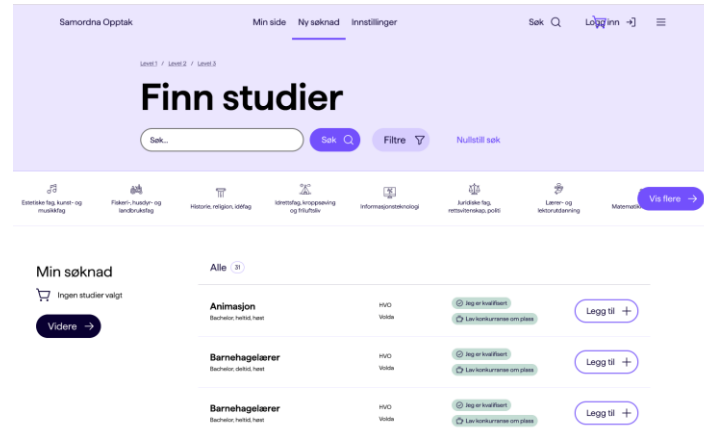 Samordna Opptak
Min side Ny søknad Innstillinger
Søk Logg inn
Level 1 / Level 2 / Level 3
Finn studier
Søk.. Søk Filtre Nullstill søk
Estetiske fag, kunst- og musikkfag
Fiskeri-, husdyr- og landbruksfag
Historie, religion, idéfag
Idrettsfag, kroppsøving og friluftsliv
Informasjonsteknologi
Juridiske fag, rettsvitenskap, politi
Lærer- og lektorutdanning
Matematikk
Vis flere
Min søknad
Ingen studier valgt
Videre
Alle 31
Animasjon
Bachelor, heltid, høst
HVO
Volda
Jeg er kvalifisert
Lav konkurranse om plass
Legg til
Barnehagelærer
Bachelor, deltid, høst
HVO
Volda
Jeg er kvalifisert
Lav konkurranse om plass
Legg til
Barnehagelærer
Bachelor, heltid, høst
HVO
Volda
Jeg er kvalifisert
Lav konkurranse om plass
Legg til